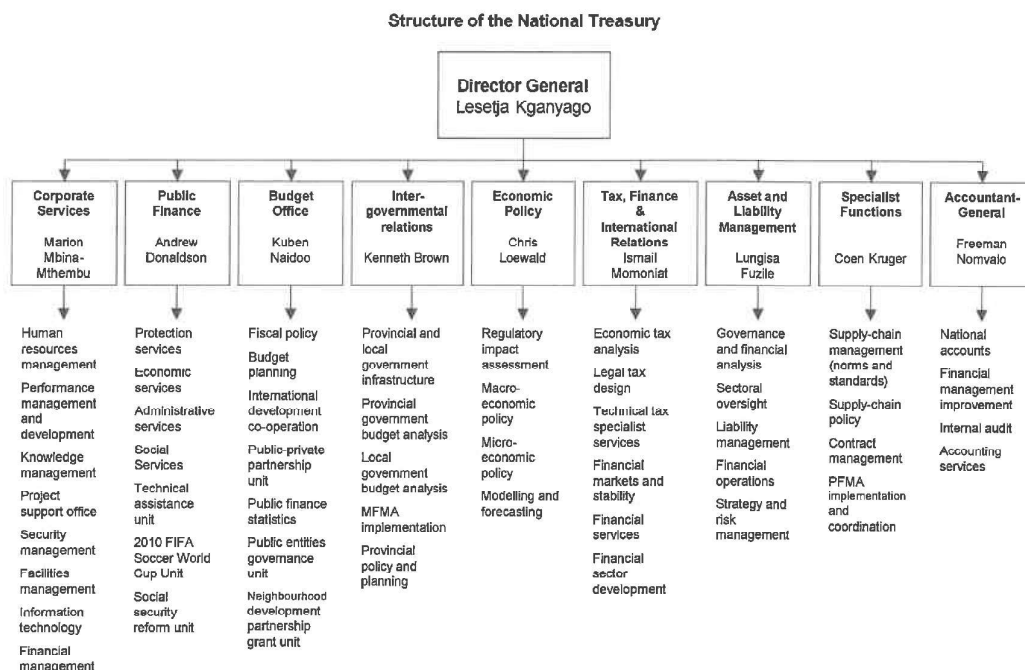 Structure of the National Treasury
Director General
Lesetja Kganyago
Corporate
Services
Marion
Mbina-
Mthembu
Public
Finance
Andrew
Donaldson
Budget
Office
Kuben
Naidoo
Inter-
governmental
relations
Kenneth Brown
Economic
Policy
Chris
Loewald
Tax, Finance
&
International
Relations
Ismail
Momoniat
Asset and
Liability
Management
Lungisa
Fuzile
Specialist
Functions
Coen Kruger
Accountant-
General
Freeman
Nomvalo
Human
resources
management
Performance
management
and
development
Knowledge
management
Project
support office
Security
management
Facilities
management
Information
technology
Financial
management
Protection
services
Economic
services
Administrative
services
Social
Services
Technical
assistance
unit
2010 FIFA
Soccer World
Cup Unit
Social
security
reform unit
Fiscal policy
Budget
planning
International
development
co-operation
Public-private
partnership
unit
Public finance
statistics
Public entities
governance
unit
Neighbourhood
development
partnership
grant unit
Provincial and
local
government
infrastructure
Provincial
government
budget analysis
Local
government
budget analysis
MFMA
implementation
Provincial
policy and
planning
Regulatory
impact
assessment
Macro-
economic
policy
Micro-
economic
policy
Modelling and
forecasting
Economic tax
analysis
Legal tax
design
Technical tax
specialist
services
Financial
markets and
stability
Financial
services
Financial
sector
development
Governance
and financial
analysis
Sectoral
oversight
Liability
management
Financial
operations
Strategy and
risk
management
Supply-chain
management
(norms and
standards)
Supply-chain
policy
Contract
management
PFMA
implementation
and
coordination
National
accounts
Financial
management
improvement
Internal audit
Accounting
services